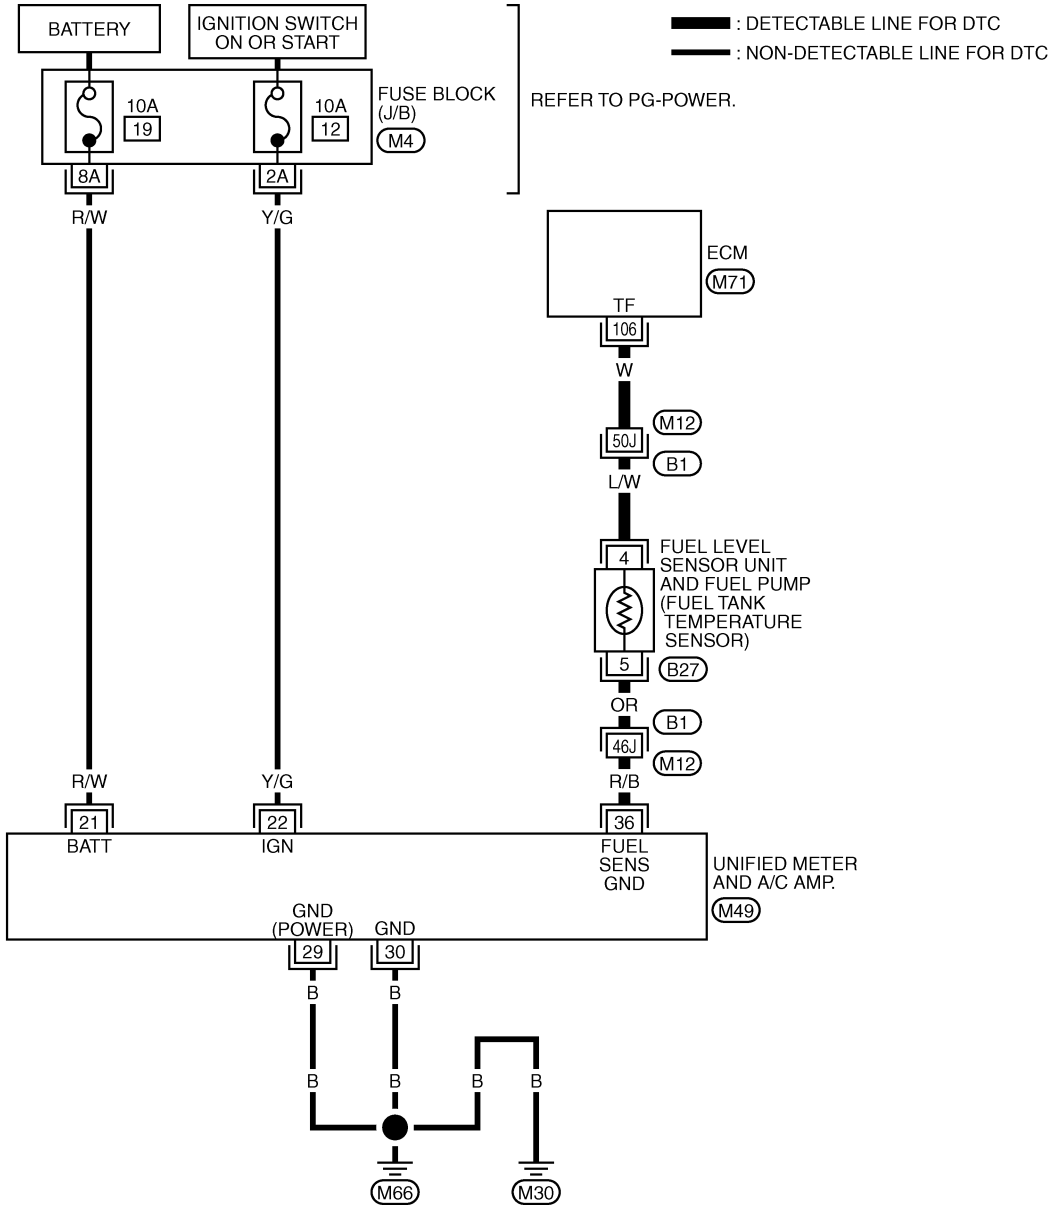 BATTERY
IGNITION SWITCH
ON OR START
: DETECTABLE LINE FOR DTC
: NON-DETECTABLE LINE FOR DTC
10A
19
10A
12
FUSE BLOCK
(J/B)
M4
REFER TO PG-POWER.
8A
2A
R/W
Y/G
ECM
M71
TF
106
W
M12
50J
B1
L/W
4
FUEL LEVEL
SENSOR UNIT
AND FUEL PUMP
(FUEL TANK
TEMPERATURE
SENSOR)
5
B27
OR
B1
46J
M12
R/W
Y/G
R/B
21
22
36
BATT
IGN
FUEL
SENS
GND
UNIFIED METER
AND A/C AMP.
M49
GND
(POWER)
GND
29
30
B
B
B
B
B
B
M66
M30